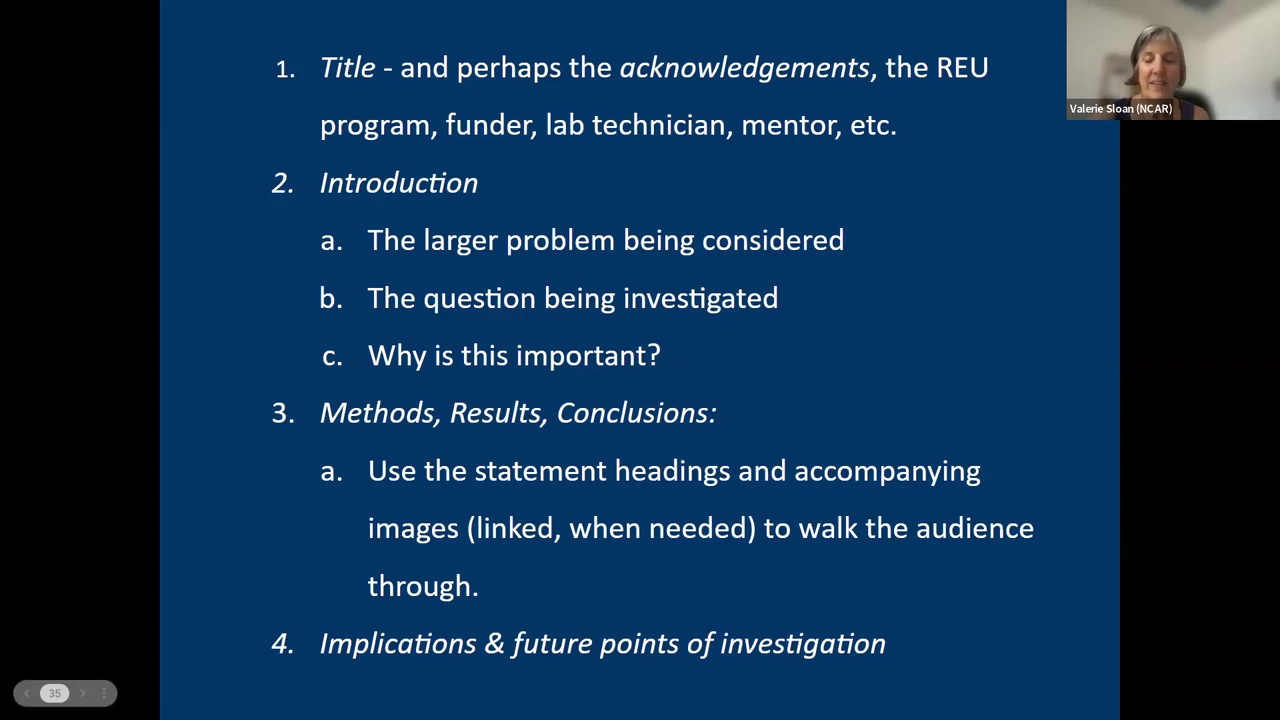 1. Title - and perhaps the acknowledgements, the REU
program, funder, lab technician, mentor, etc.
2. Introduction
a. The larger problem being considered
b. The question being investigated
c. Why is this important?
3. Methods, Results, Conclusions:
a. Use the statement headings and accompanying
images (linked, when needed) to walk the audience
through.
4. Implications & future points of investigation
Valerie Sloan (NCAR)
35